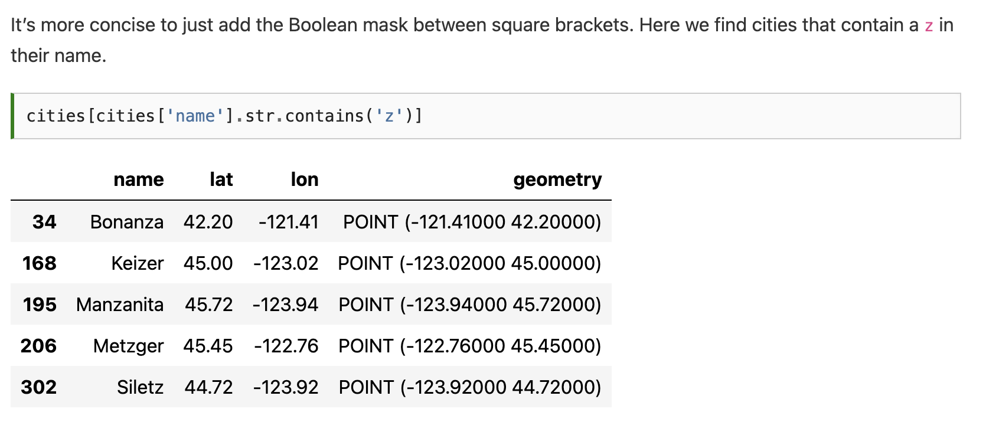 It’s more concise to just add the Boolean mask between square brackets. Here we find cities that contain a z in
their name.
cities[cities['name'].str.contains('z')]
name lat lon geometry
34 Bonanza 42.20 -121.41 POINT (-121.41000 42.20000)
168 Keizer 45.00 -123.02 POINT (-123.02000 45.00000)
195 Manzanita 45.72 -123.94 POINT (-123.94000 45.72000)
206 Metzger 45.45 -122.76 POINT (-122.76000 45.45000)
302 Siletz 44.72 -123.92 POINT (-123.92000 44.72000)